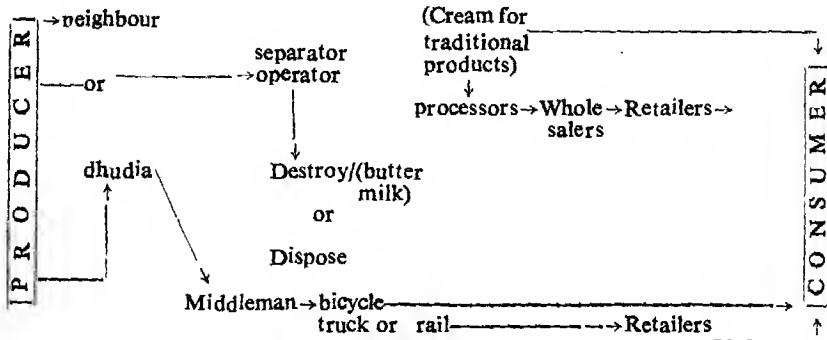 PRODUCER
→neighbour
or
separator
→operator
(Cream for
traditional
products)
processors→Whole→Retailers→
salers
dhudia
Destroy/(butter
milk)
or
Dispose
Middleman→bicycle
truck or rail→Retailers
CONSUMER